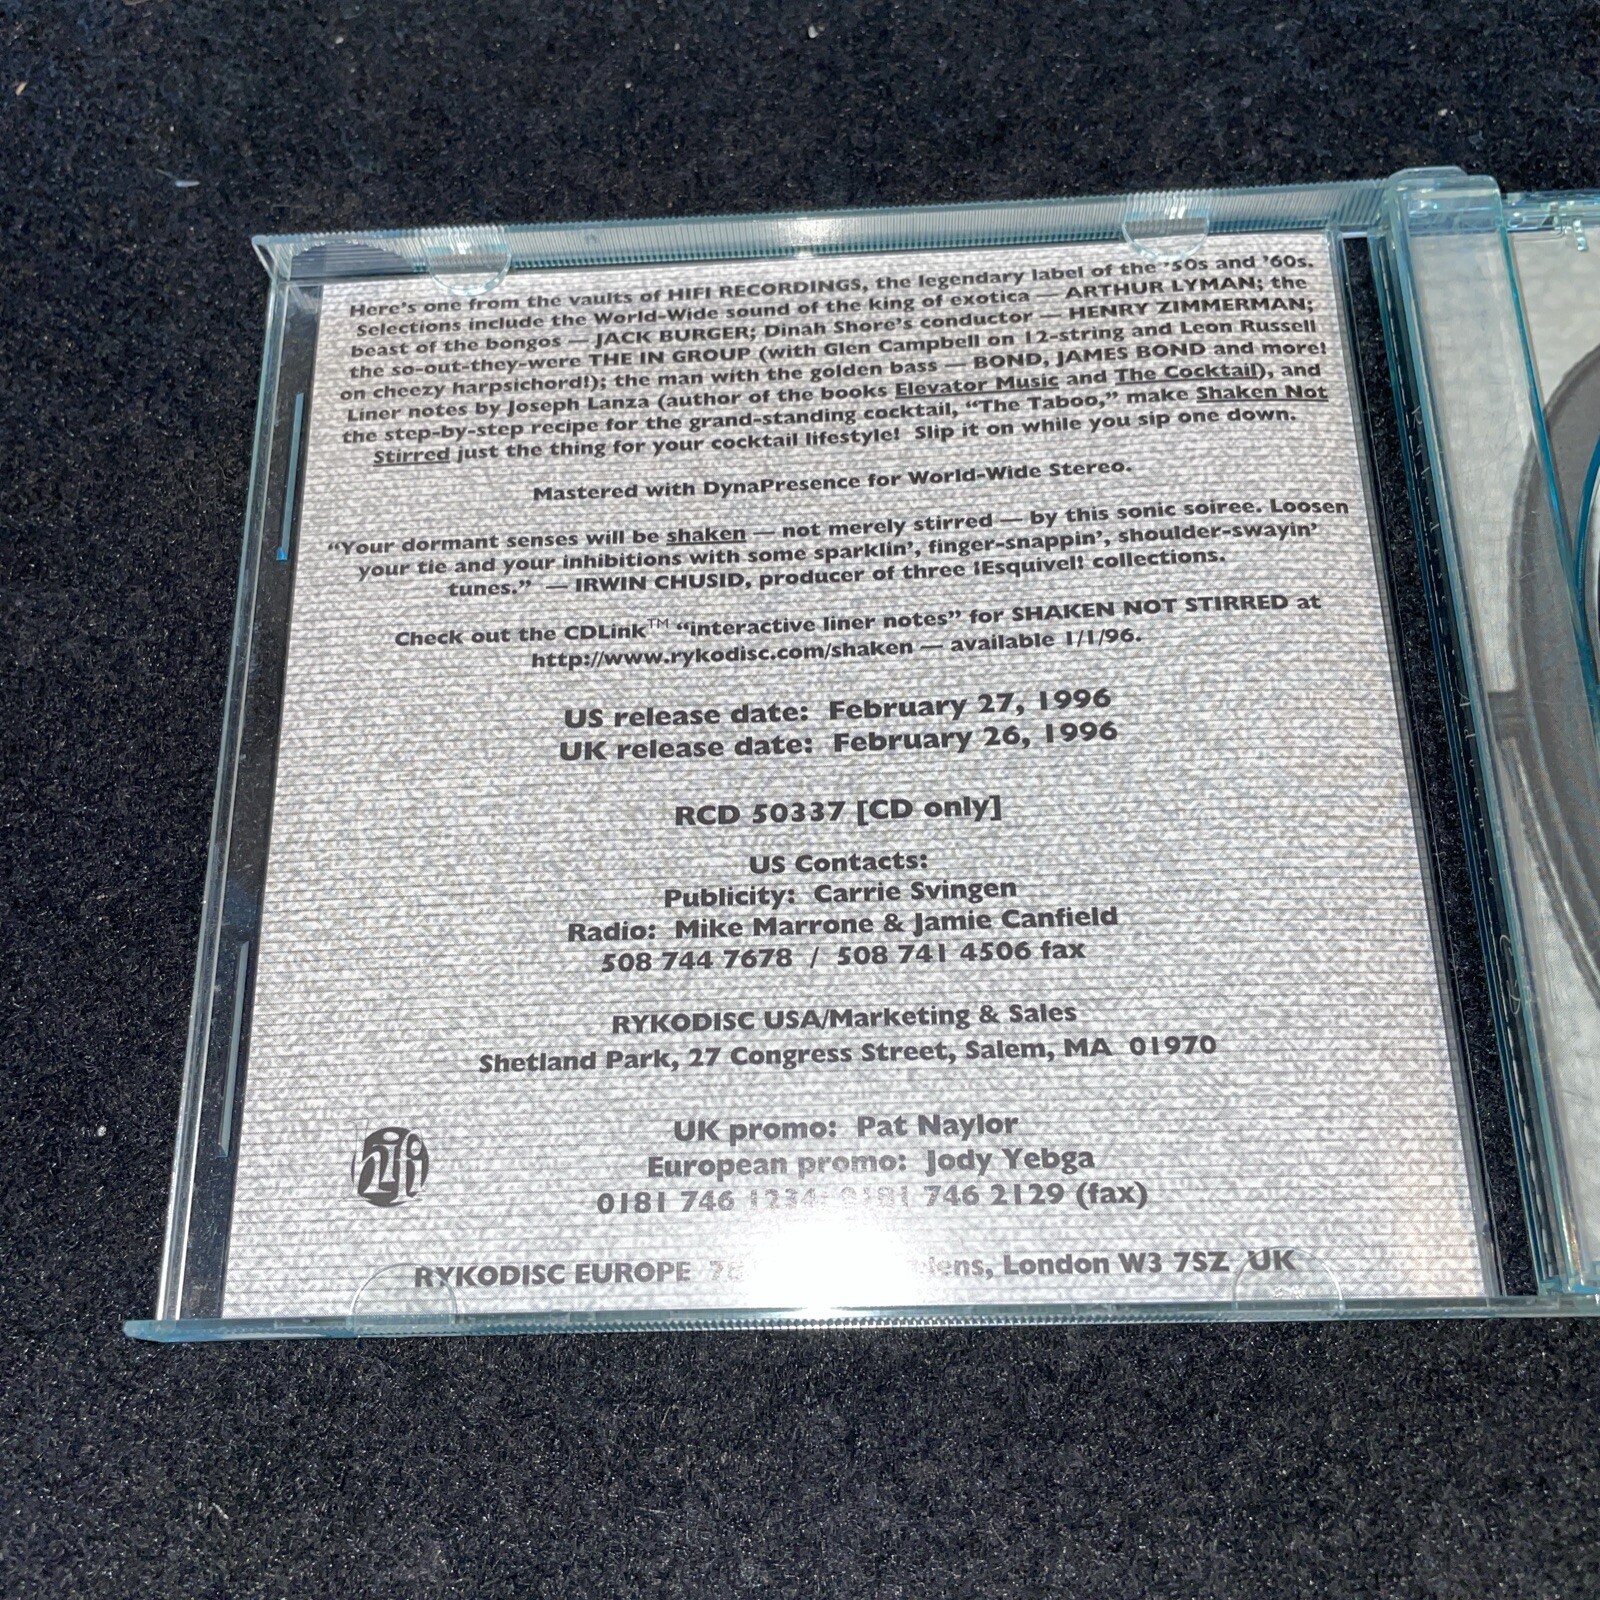 Here's one from the vaults of HIFI RECORDINGS, the legendary label of the '50s and '60s.
Selections include the World-Wide sound of the king of exotica — ARTHUR LYMAN; the
beast of the bongos — JACK BURGER; Dinah Shore's conductor — HENRY ZIMMERMAN;
the so-out-they-were THE IN GROUP (with Glen Campbell on 12-string and Leon Russell
on cheezy harpsichord!); the man with the golden bass — BOND, JAMES BOND and more!
Liner notes by Joseph Lanza (author of the books Elevator Music and The Cocktail), and
the step-by-step recipe for the grand-standing cocktail, "The Taboo," make Shaken Not
Stirred just the thing for your cocktail lifestyle! Slip it on while you sip one down.
Mastered with DynaPresence for World-Wide Stereo.
"Your dormant senses will be shaken — not merely stirred — by this sonic soiree. Loosen
your tie and your inhibitions with some sparklin', finger-snappin', shoulder-swayin'
tunes." — IRWIN CHUSID, producer of three !Esquivel! collections.
Check out the CDLink™ "interactive liner notes" for SHAKEN NOT STIRRED at
http://www.rykodisc.com/shaken — available 1/1/96.
US release date: February 27, 1996
UK release date: February 26, 1996
RCD 50337 [CD only]
US Contacts:
Publicity: Carrie Svingen
Radio: Mike Marrone & Jamie Canfield
508 744 7678 / 508 741 4506 fax
RYKODISC USA/Marketing & Sales
Shetland Park, 27 Congress Street, Salem, MA 01970
UK promo: Pat Naylor
European promo: Jody Yebga
0181 746 1234; 0181 746 2129 (fax)
RYKODISC EUROPE 78 London W3 7SZ UK
hifi